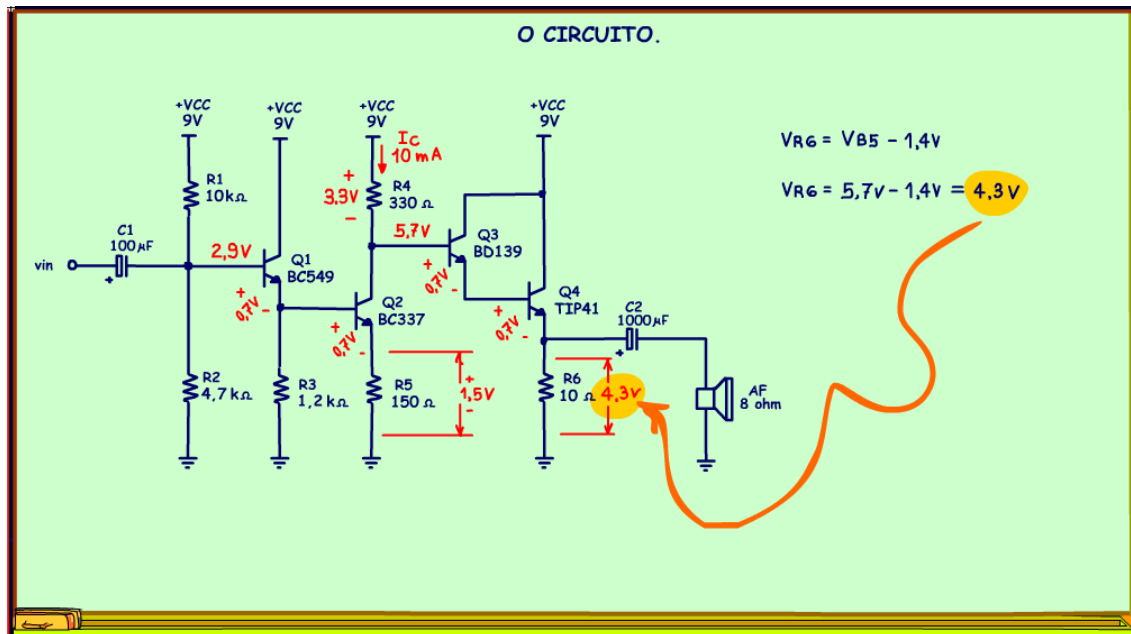 O CIRCUITO.
+VCC
9V
+VCC
9V
+VCC
9V
+VCC
9V
Ic
10 mA
VR6 = VB5 - 1,4V
VR6 = 5,7V - 1,4V = 4,3V
R1
10kΩ
+
3,3V
-
R4
330 Ω
C1
100µF
vin
+
2,9V
Q1
BC549
5,7V
Q3
BD139
+
0,7V
-
+
0,7V
-
Q2
BC337
+
0,7V
-
Q4
TIP41
+
0,7V
-
C2
1000µF
+
R2
4,7 kΩ
R3
1,2 kΩ
R5
150 Ω
+
1,5V
-
R6
10 Ω
4,3V
AF
8 ohm